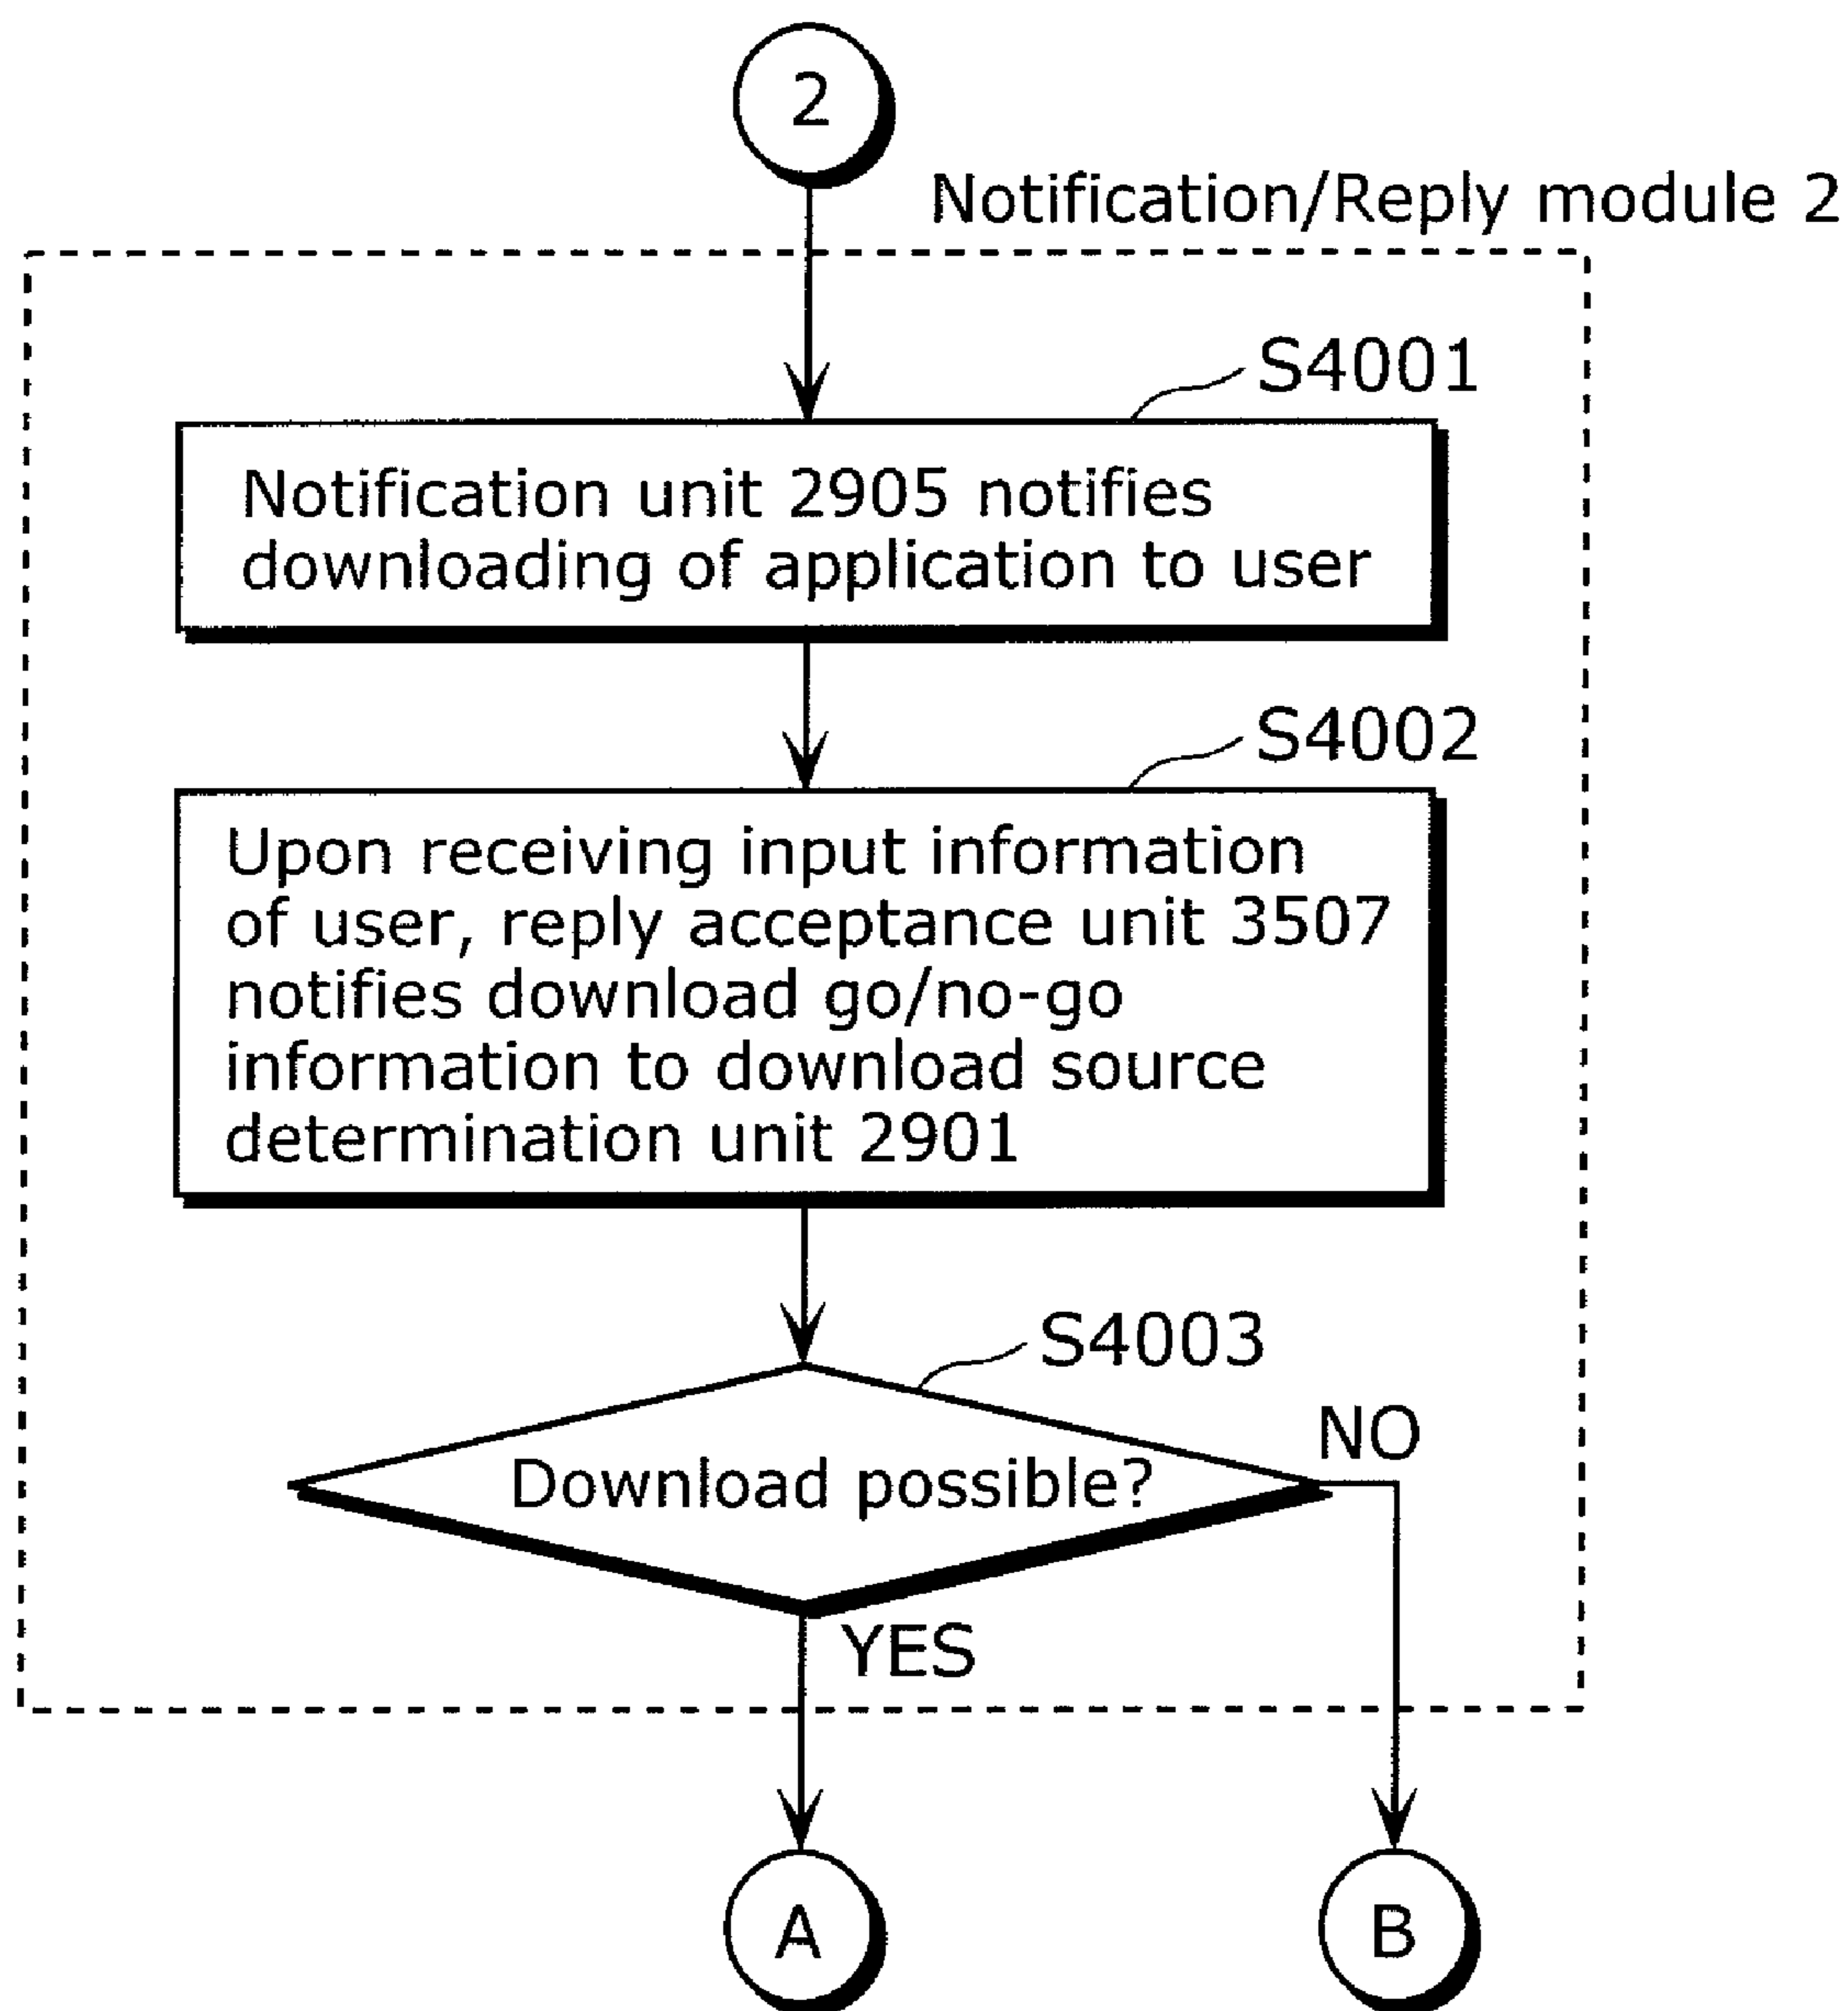 2
Notification/Reply module 2
S4001
Notification unit 2905 notifies
downloading of application to user
S4002
Upon receiving input information
of user, reply acceptance unit 3507
notifies download go/no-go
information to download source
determination unit 2901
S4003
NO
Download possible?
YES
A
B